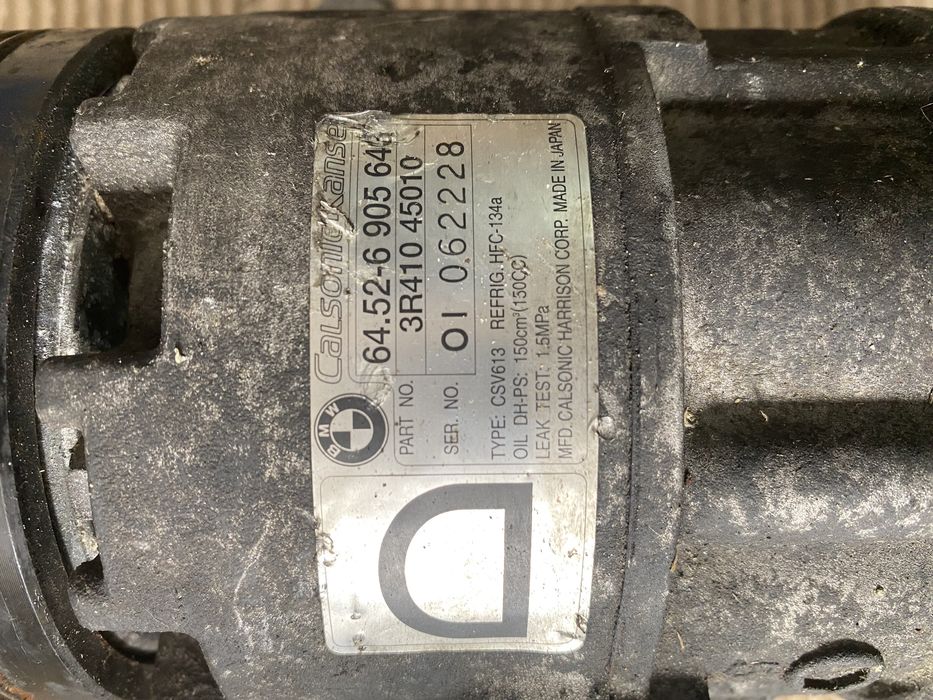 BMW
CalsonicKansei
PART NO. 64.52-6 905 643
3R410 45010
SER. NO. 01 062228
TYPE: CSV613 REFRIG. HFC-134a
OIL DH-PS: 150cm³(150CC)
LEAK TEST: 1.5MPa
MFD. CALSONIC HARRISON CORP. MADE IN JAPAN
D